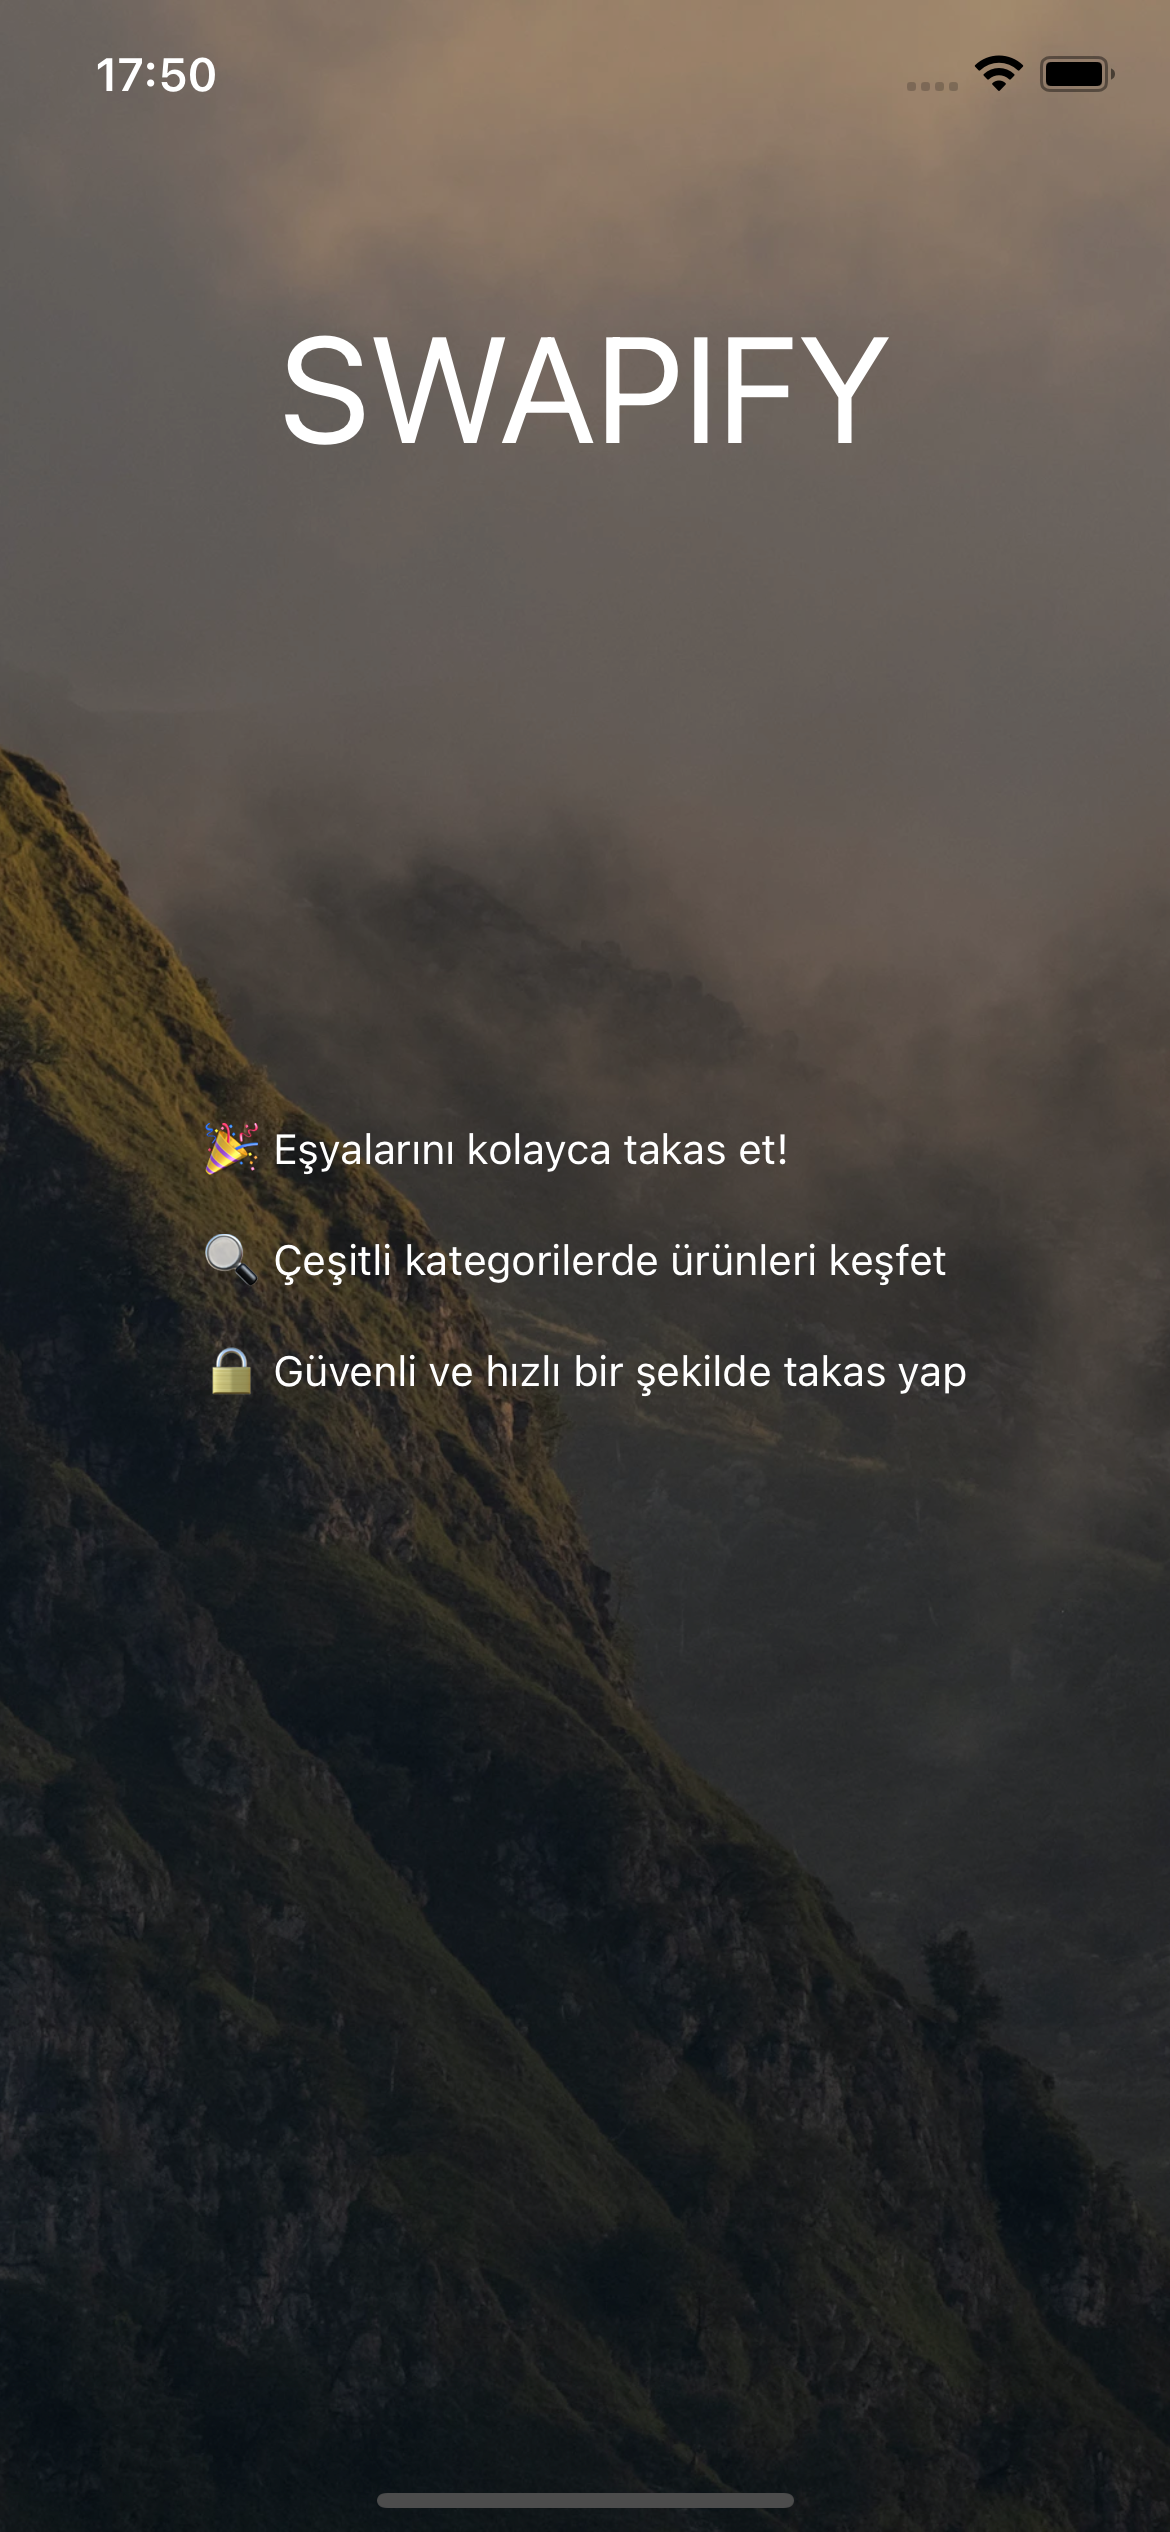 17:50
SWAPIFY
🎉 Eşyalarını kolayca takas et!
🔍 Çeşitli kategorilerde ürünleri keşfet
🔒 Güvenli ve hızlı bir şekilde takas yap